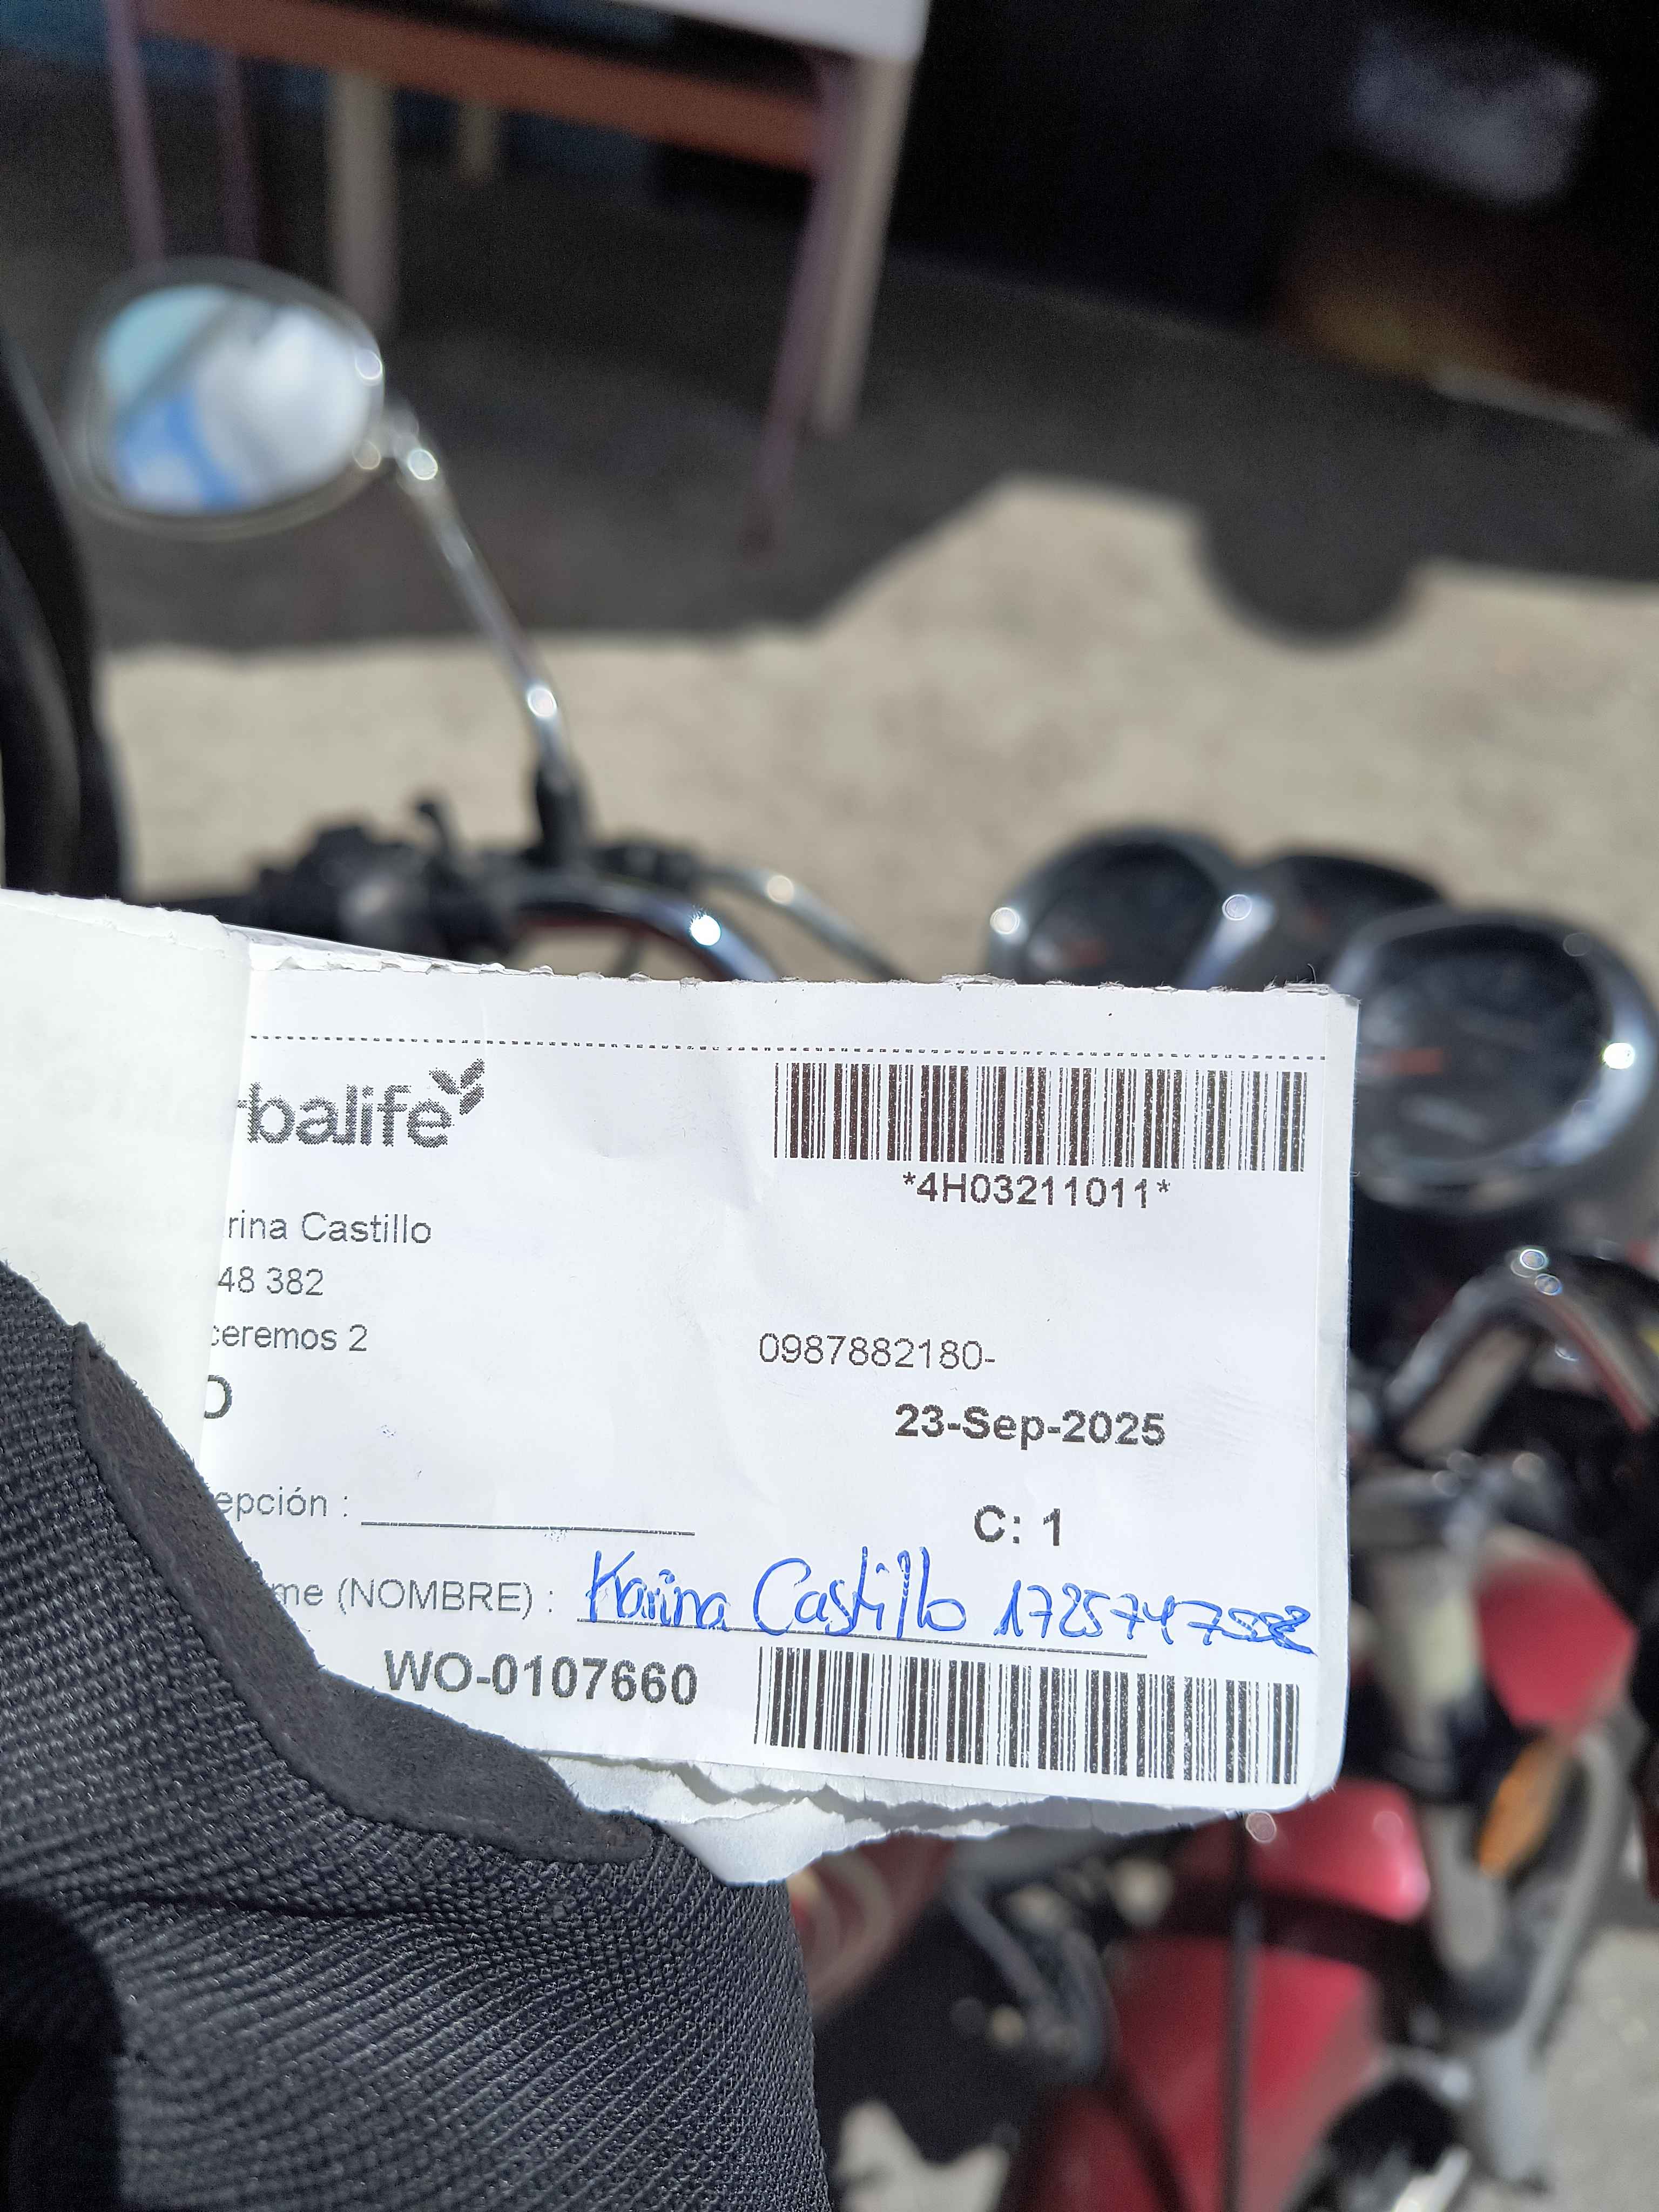 rbalife
*4H03211011*
rina Castillo
48 382
ceremos 2
0987882180-
O
23-Sep-2025
epción :
C: 1
me (NOMBRE) : Karina Castillo
WO-0107660